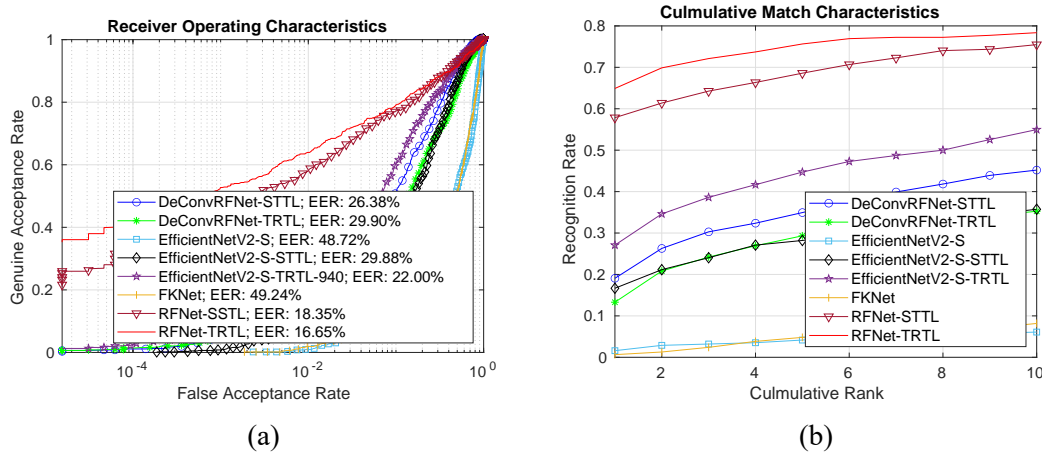 Receiver Operating Characteristics
1
0.8
0.6
0.4
0.2
0
Genuine Acceptance Rate
DeConvRFNet-STTL; EER: 26.38%
DeConvRFNet-TRTL; EER: 29.90%
EfficientNetV2-S; EER: 48.72%
EfficientNetV2-S-STTL; EER: 29.88%
EfficientNetV2-S-TRTL-940; EER: 22.00%
FKNet; EER: 49.24%
RFNet-SSTL; EER: 18.35%
RFNet-TRTL; EER: 16.65%
10^-4
10^-2
10^0
False Acceptance Rate
(a)
Culmulative Match Characteristics
0.8
0.7
0.6
0.5
0.4
0.3
0.2
0.1
0
Recognition Rate
DeConvRFNet-STTL
DeConvRFNet-TRTL
EfficientNetV2-S
EfficientNetV2-S-STTL
EfficientNetV2-S-TRTL
FKNet
RFNet-SSTL
RFNet-TRTL
2
4
6
8
10
Culmulative Rank
(b)